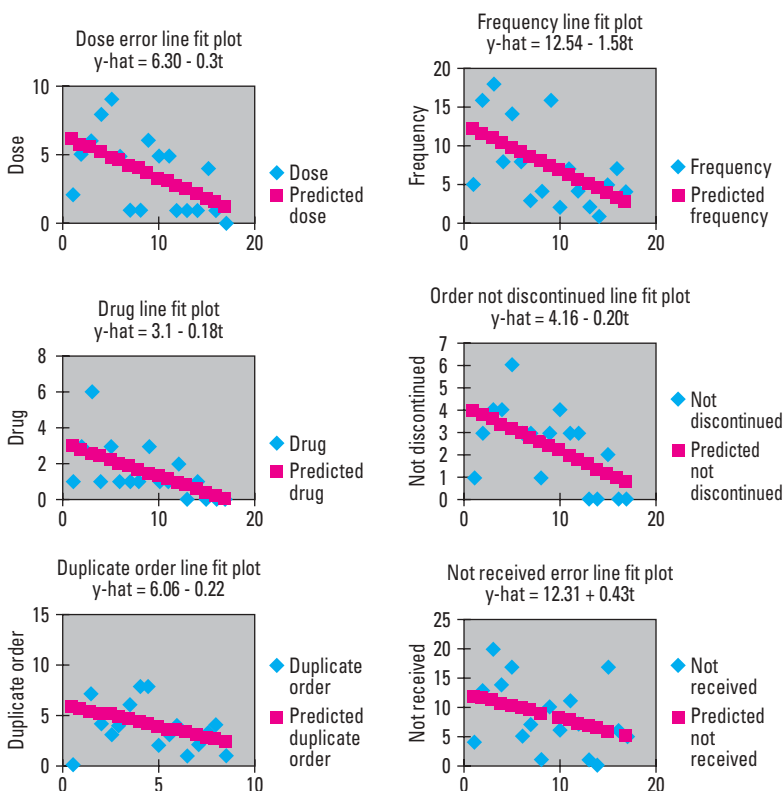 Dose error line fit plot
y-hat = 6.30 - 0.3t
10
5
0
0
10
20
Dose
Dose
Predicted
dose
Frequency line fit plot
y-hat = 12.54 - 1.58t
20
15
10
5
0
0
10
20
Frequency
Frequency
Predicted
frequency
Drug line fit plot
y-hat = 3.1 - 0.18t
8
6
4
2
0
0
10
20
Drug
Drug
Predicted
drug
Order not discontinued line fit plot
y-hat = 4.16 - 0.20t
7
6
5
4
3
2
1
0
0
10
20
Not discontinued
Not
discontinued
Predicted
not
discontinued
Duplicate order line fit plot
y-hat = 6.06 - 0.22
15
10
5
0
0
5
10
Duplicate order
Duplicate
order
Predicted
duplicate
order
Not received error line fit plot
y-hat = 12.31 + 0.43t
25
20
15
10
5
0
0
10
20
Not received
Not
received
Predicted
not
received